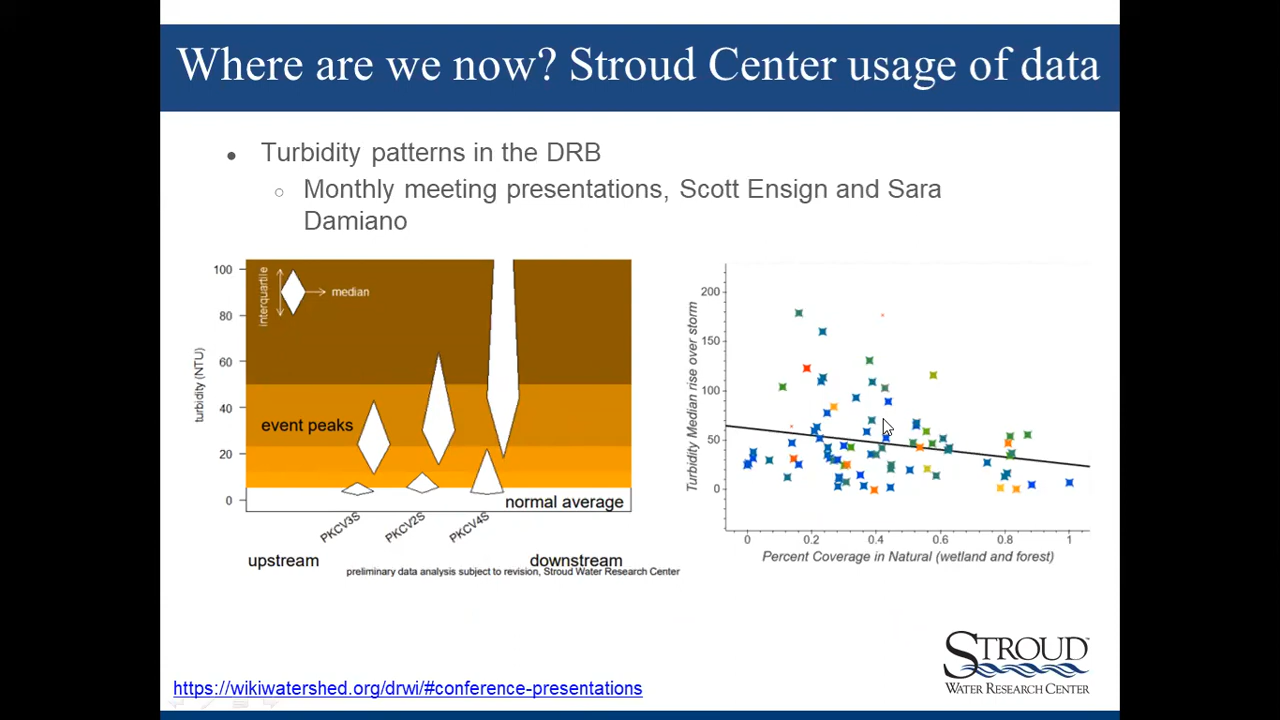 Where are we now? Stroud Center usage of data
● Turbidity patterns in the DRB
○ Monthly meeting presentations, Scott Ensign and Sara
Damiano
turbidity (NTU)
100
80
60
40
20
0
interquartile
median
event peaks
normal average
PKCV3S
PKCV2S
PKCV4S
upstream
downstream
preliminary data analysis subject to revision, Stroud Water Research Center
Turbidity Median rise over storm
200
150
100
50
0
0 0.2 0.4 0.6 0.8 1
Percent Coverage in Natural (wetland and forest)
STROUD™
WATER RESEARCH CENTER
https://wikiwatershed.org/drwi/#conference-presentations